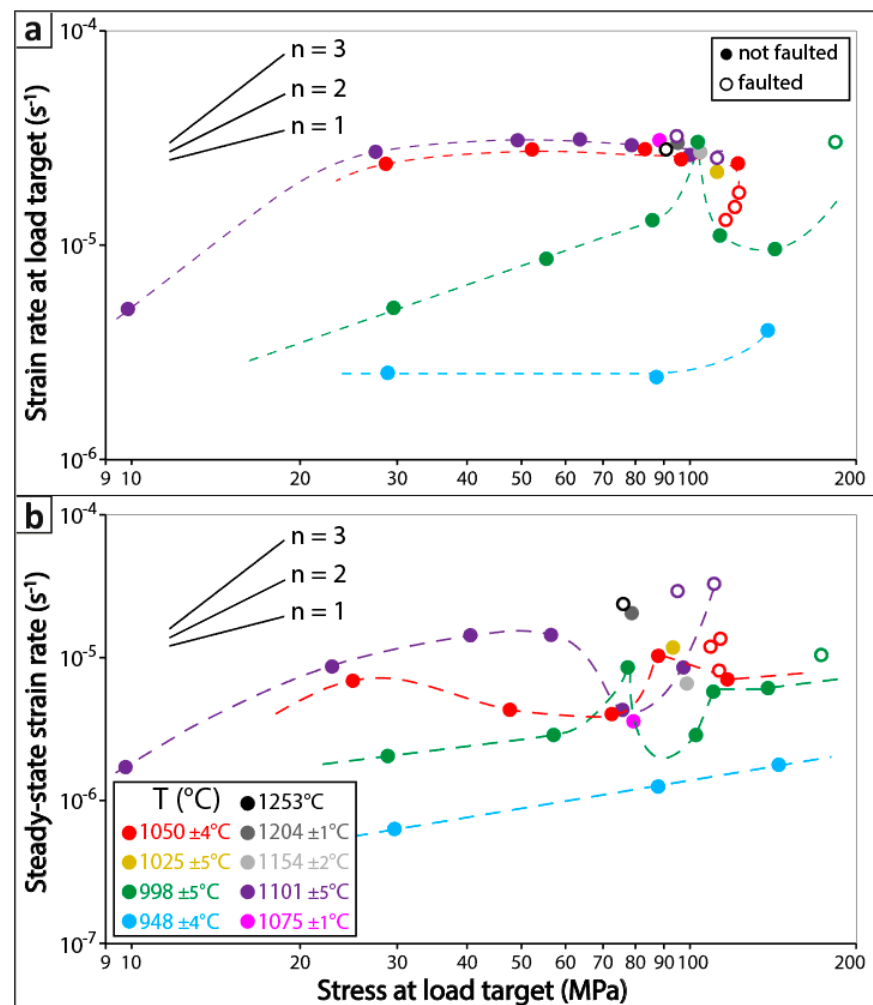 a
Strain rate at load target (s⁻¹)
10⁻⁴
10⁻⁵
10⁻⁶
n = 3
n = 2
n = 1
not faulted
faulted
9 10 20 30 40 50 60 70 80 90 100 200
b
Steady-state strain rate (s⁻¹)
10⁻⁴
10⁻⁵
10⁻⁶
10⁻⁷
n = 3
n = 2
n = 1
T (°C)
1253°C
1050 ±4°C
1204 ±1°C
1025 ±5°C
1154 ±2°C
998 ±5°C
1101 ±5°C
948 ±4°C
1075 ±1°C
9 10 20 30 40 50 60 70 80 90 100 200
Stress at load target (MPa)